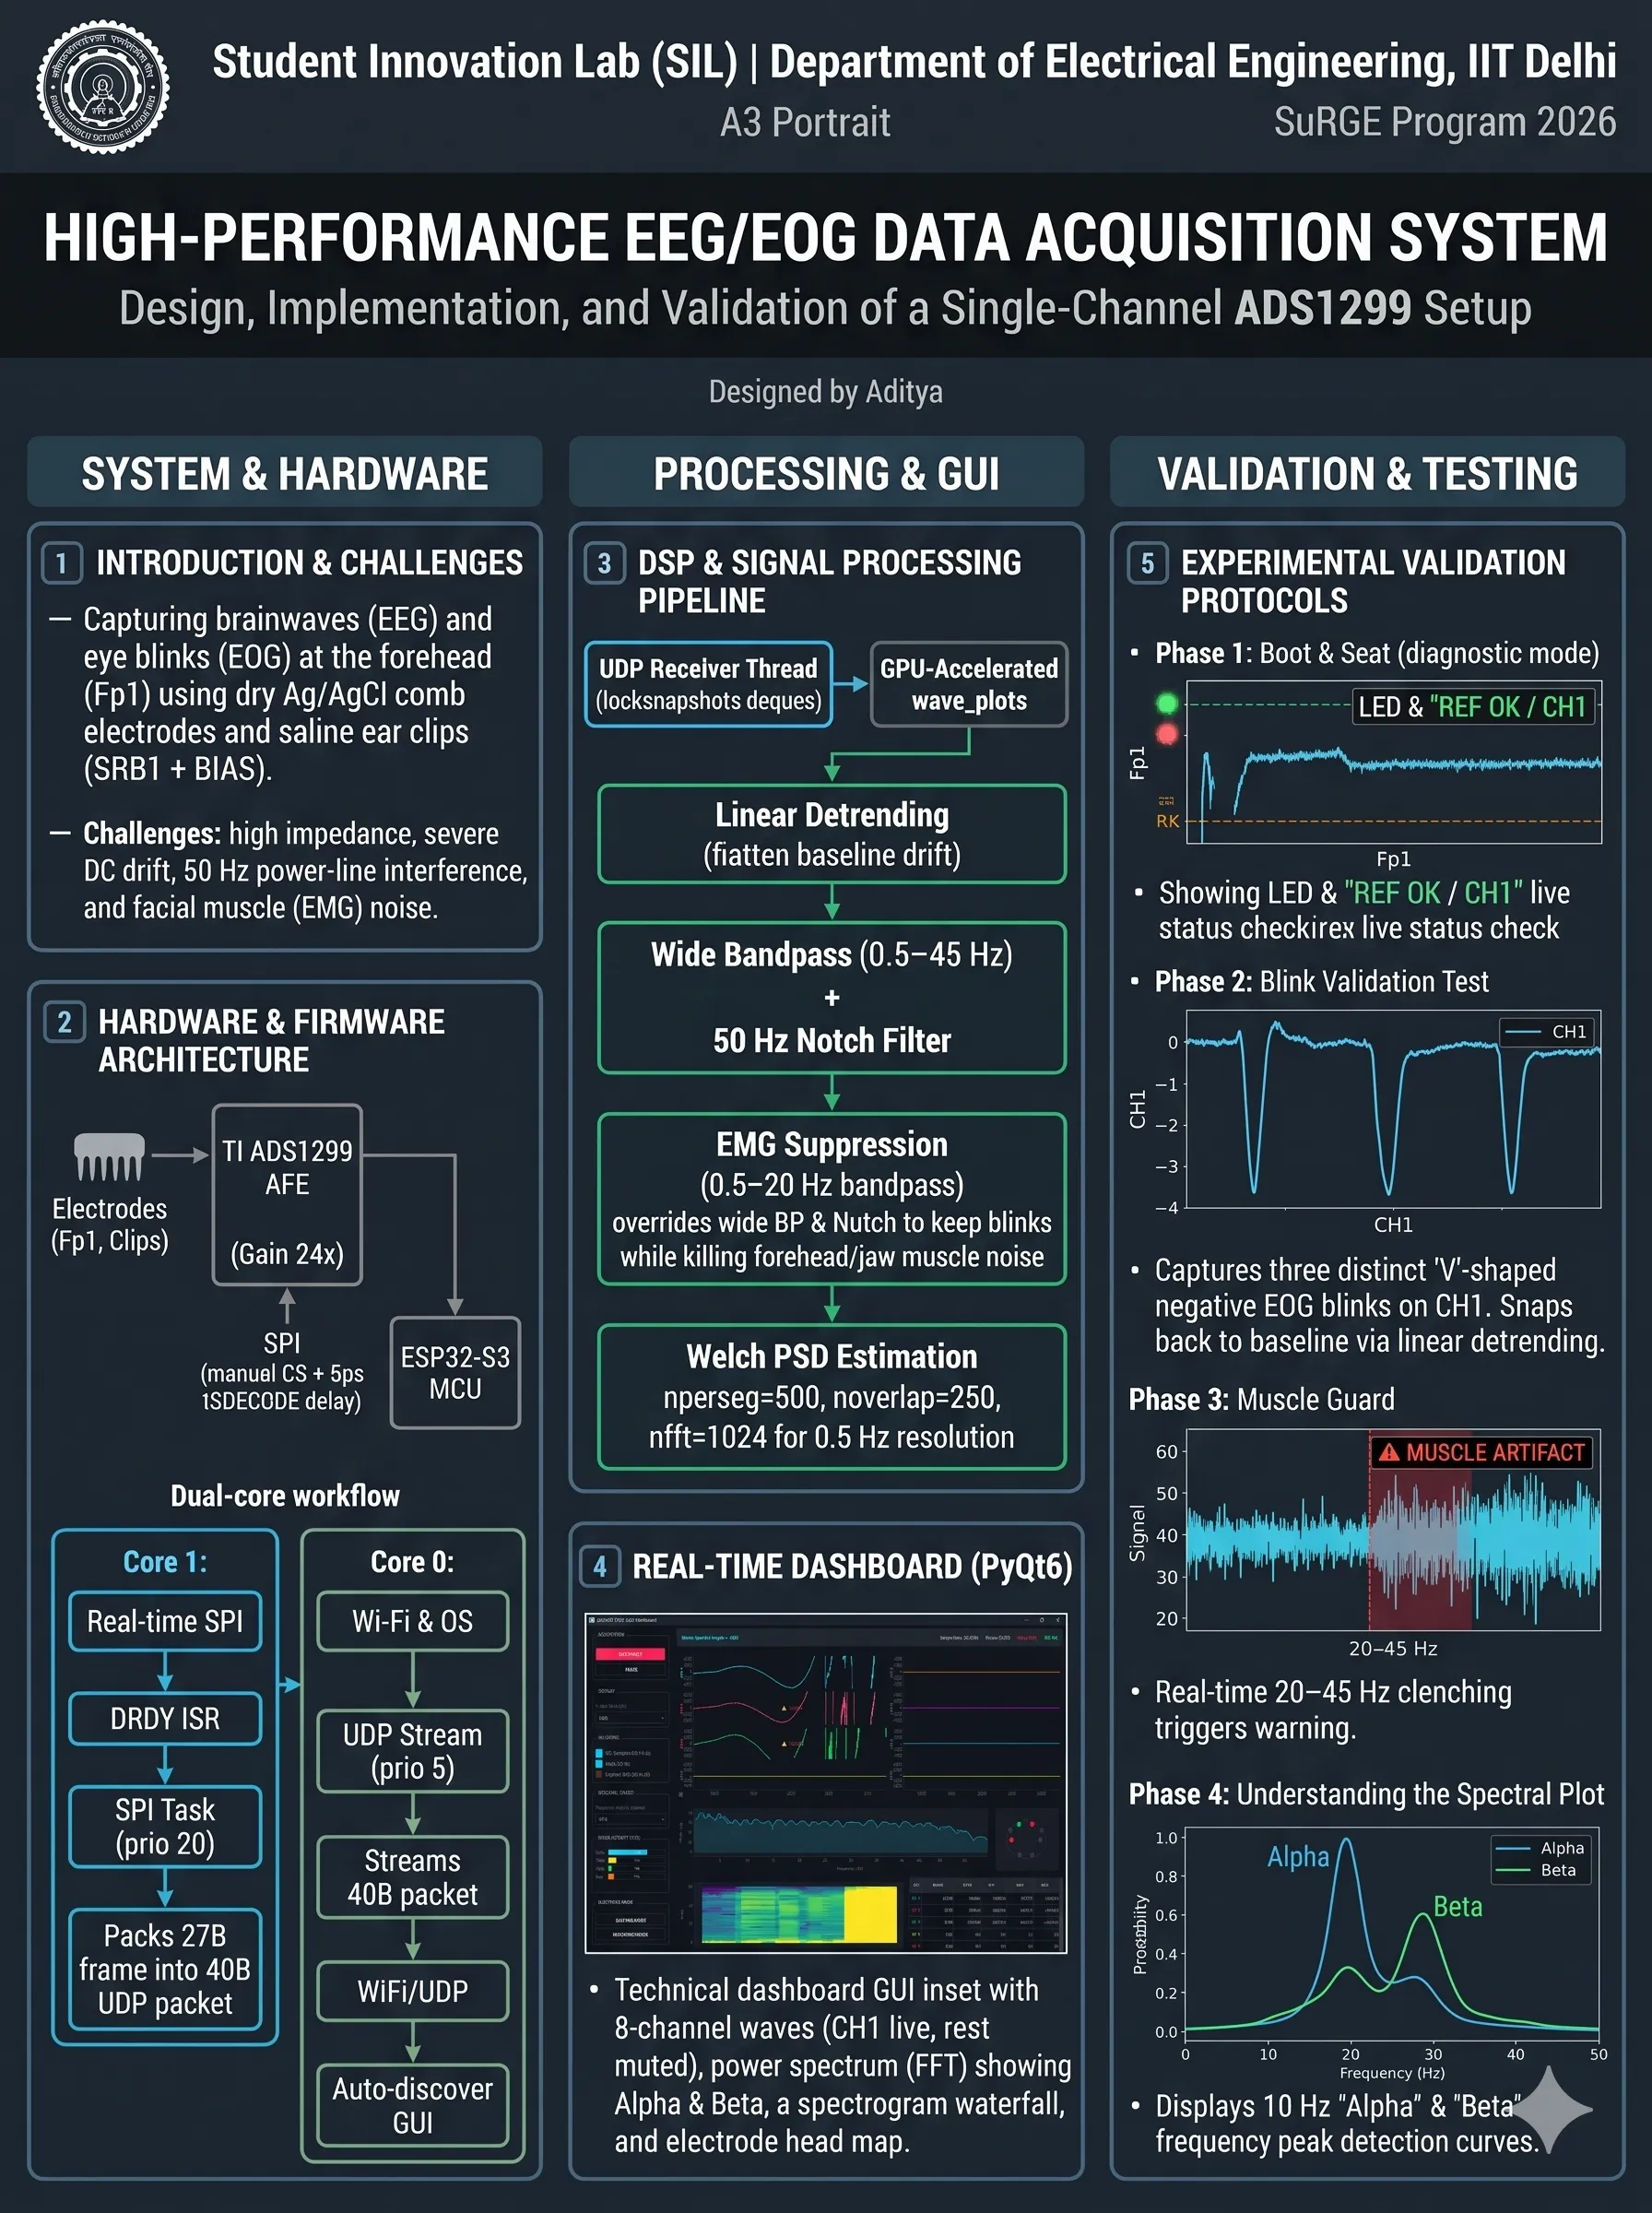 Student Innovation Lab (SIL) | Department of Electrical Engineering, IIT Delhi
A3 Portrait
SuRGE Program 2026
HIGH-PERFORMANCE EEG/EOG DATA ACQUISITION SYSTEM
Design, Implementation, and Validation of a Single-Channel ADS1299 Setup
Designed by Aditya
SYSTEM & HARDWARE
1 INTRODUCTION & CHALLENGES
— Capturing brainwaves (EEG) and
eye blinks (EOG) at the forehead
(Fp1) using dry Ag/AgCl comb
electrodes and saline ear clips
(SRB1 + BIAS).
— Challenges: high impedance, severe
DC drift, 50 Hz power-line interference,
and facial muscle (EMG) noise.
2 HARDWARE & FIRMWARE
ARCHITECTURE
Electrodes
(Fp1, Clips)
TI ADS1299
AFE
(Gain 24x)
SPI
(manual CS + 5ps
tSDECODE delay)
ESP32-S3
MCU
Dual-core workflow
Core 1:
Real-time SPI
DRDY ISR
SPI Task
(prio 20)
Packs 27B
frame into 40B
UDP packet
Core 0:
Wi-Fi & OS
UDP Stream
(prio 5)
Streams
40B packet
WiFi/UDP
Auto-discover
GUI
PROCESSING & GUI
3 DSP & SIGNAL PROCESSING
PIPELINE
UDP Receiver Thread
(locksnapshots deques)
GPU-Accelerated
wave_plots
Linear Detrending
(fiatten baseline drift)
Wide Bandpass (0.5–45 Hz)
+
50 Hz Notch Filter
EMG Suppression
(0.5–20 Hz bandpass)
overrides wide BP & Nutch to keep blinks
while killing forehead/jaw muscle noise
Welch PSD Estimation
nperseg=500, noverlap=250,
nfft=1024 for 0.5 Hz resolution
4 REAL-TIME DASHBOARD (PyQt6)
• Technical dashboard GUI inset with
8-channel waves (CH1 live, rest
muted), power spectrum (FFT) showing
Alpha & Beta, a spectrogram waterfall,
and electrode head map.
VALIDATION & TESTING
5 EXPERIMENTAL VALIDATION
PROTOCOLS
• Phase 1: Boot & Seat (diagnostic mode)
LED & "REF OK / CH1
Fp1
RK
Fp1
• Showing LED & "REF OK / CH1" live
status checkirex live status check
• Phase 2: Blink Validation Test
CH1
0
−1
−2
−3
−4
CH1
CH1
• Captures three distinct 'V'-shaped
negative EOG blinks on CH1. Snaps
back to baseline via linear detrending.
Phase 3: Muscle Guard
MUSCLE ARTIFACT
60
50
40
30
20
Signal
20–45 Hz
• Real-time 20–45 Hz clenching
triggers warning.
Phase 4: Understanding the Spectral Plot
Alpha
Beta
Alpha
Beta
1.0
0.8
0.6
0.4
0.2
0.0
0 10 20 30 40 50
Frequency (Hz)
• Displays 10 Hz "Alpha" & "Beta"
frequency peak detection curves.